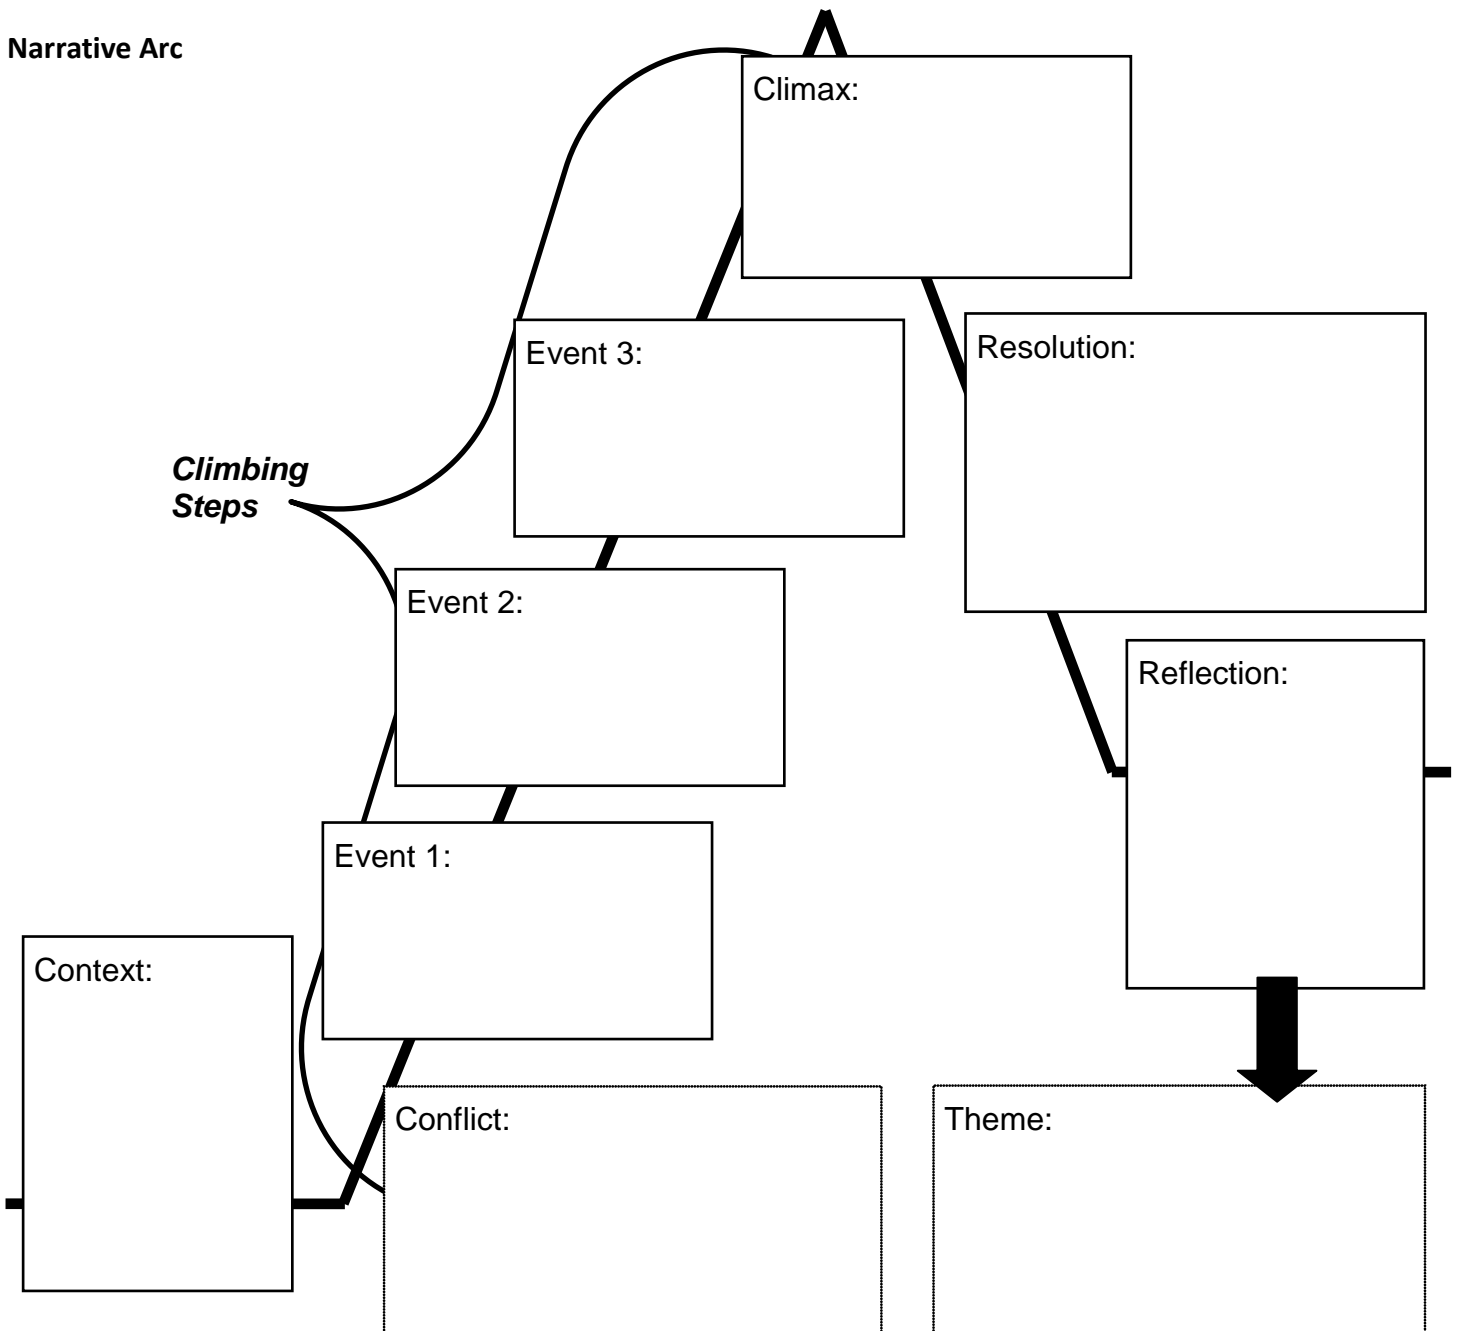 Narrative Arc
Climax:
Event 3:
Resolution:
Climbing
Steps
Event 2:
Reflection:
Event 1:
Context:
Conflict:
Theme: